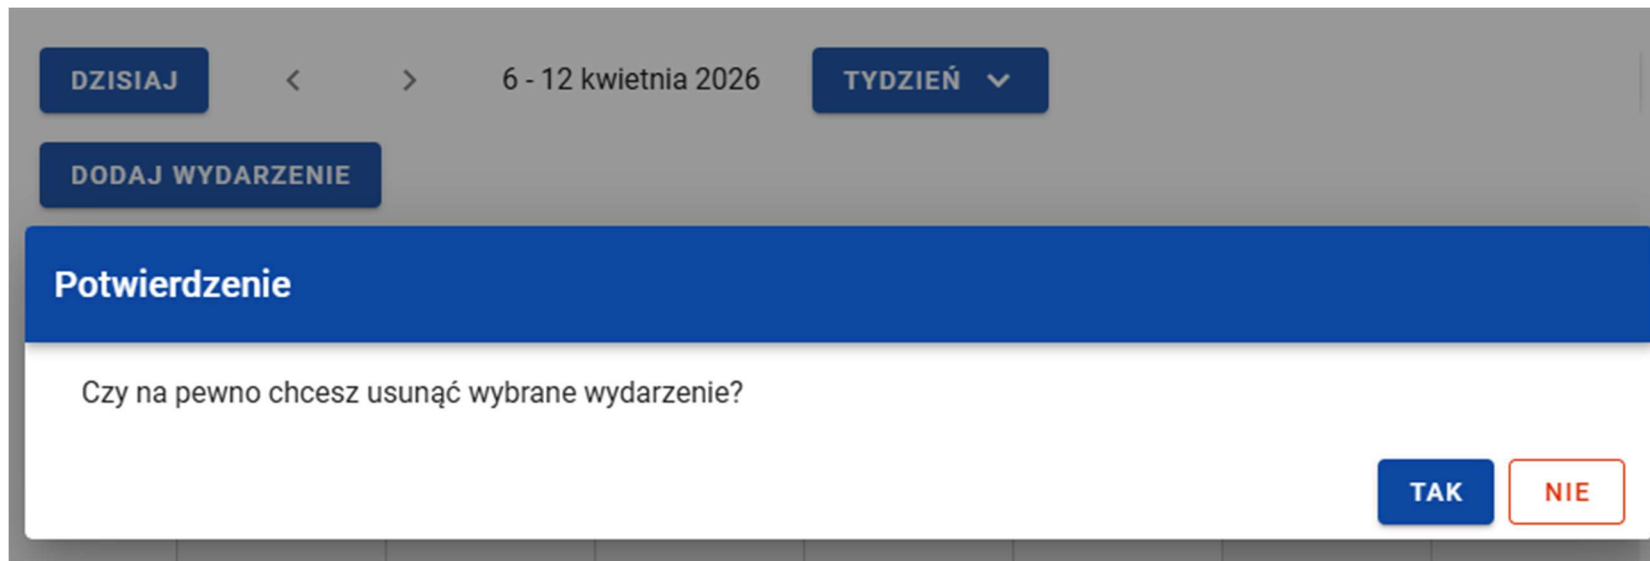 DZISIAJ 6 - 12 kwietnia 2026 TYDZIEŃ
DODAJ WYDARZENIE
Potwierdzenie
Czy na pewno chcesz usunąć wybrane wydarzenie?
TAK NIE